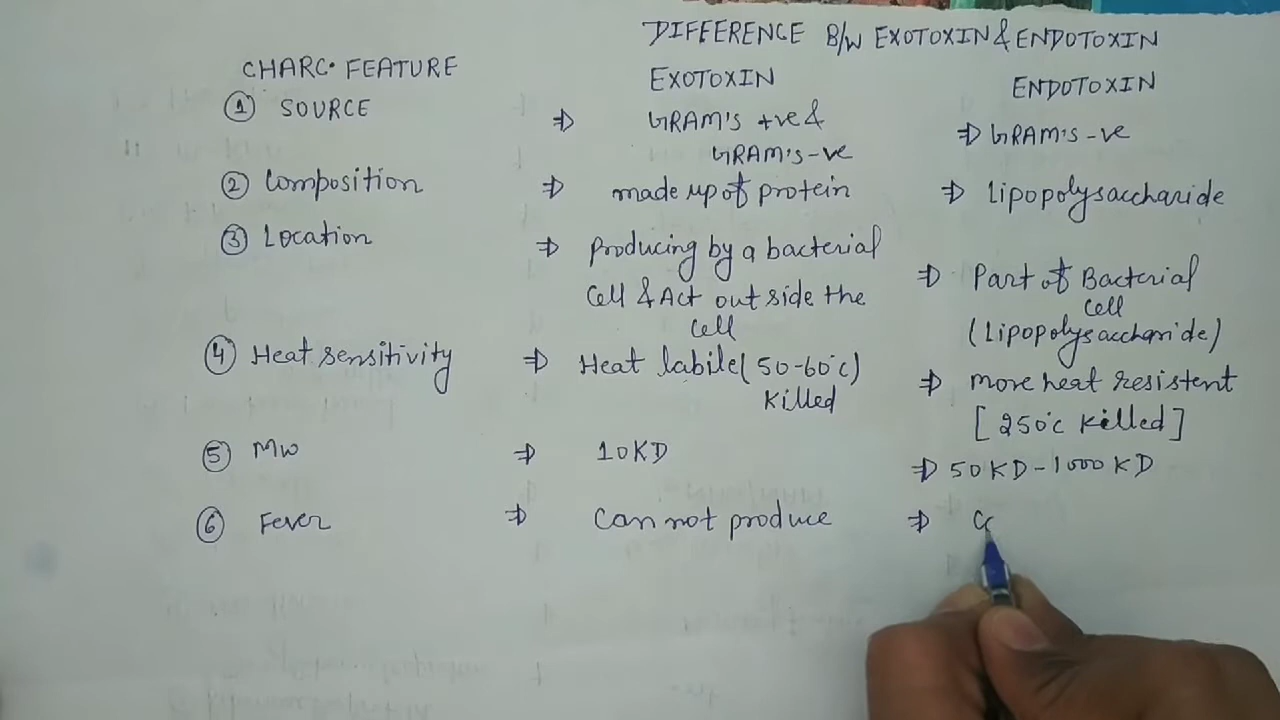 DIFFERENCE B/W EXOTOXIN & ENDOTOXIN
CHARC. FEATURE EXOTOXIN ENDOTOXIN
① SOURCE ⇒ GRAM'S +ve & ⇒ GRAM'S -ve
GRAM'S -ve
② Composition ⇒ made up of protein ⇒ Lipopolysaccharide
③ Location ⇒ Producing by a bacterial ⇒ Part of Bacterial
Cell & Act out side the Cell
Cell (Lipopolysaccharide)
④ Heat sensitivity ⇒ Heat labile (50-60°c) ⇒ more heat resistent
Killed [250°c Killed]
⑤ MW ⇒ 10KD ⇒ 50KD-1000KD
⑥ Fever ⇒ Can not produce ⇒ Ca